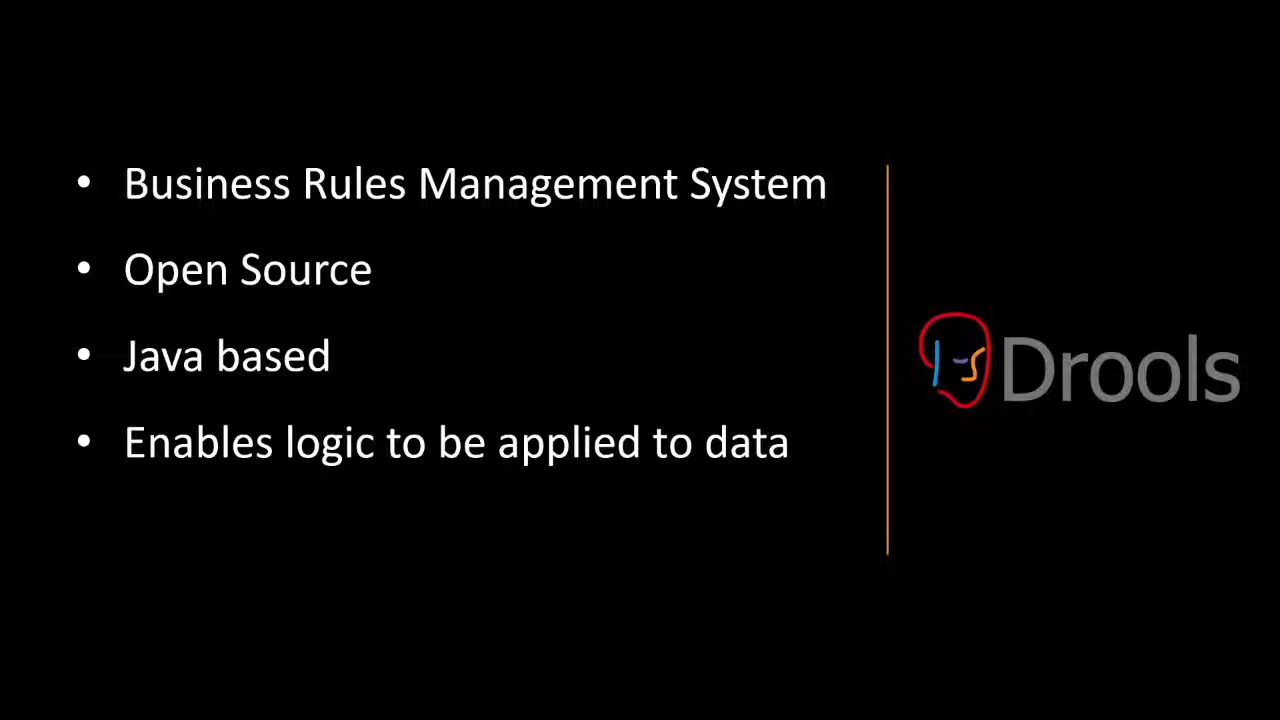 • Business Rules Management System
• Open Source
• Java based
• Enables logic to be applied to data
Drools